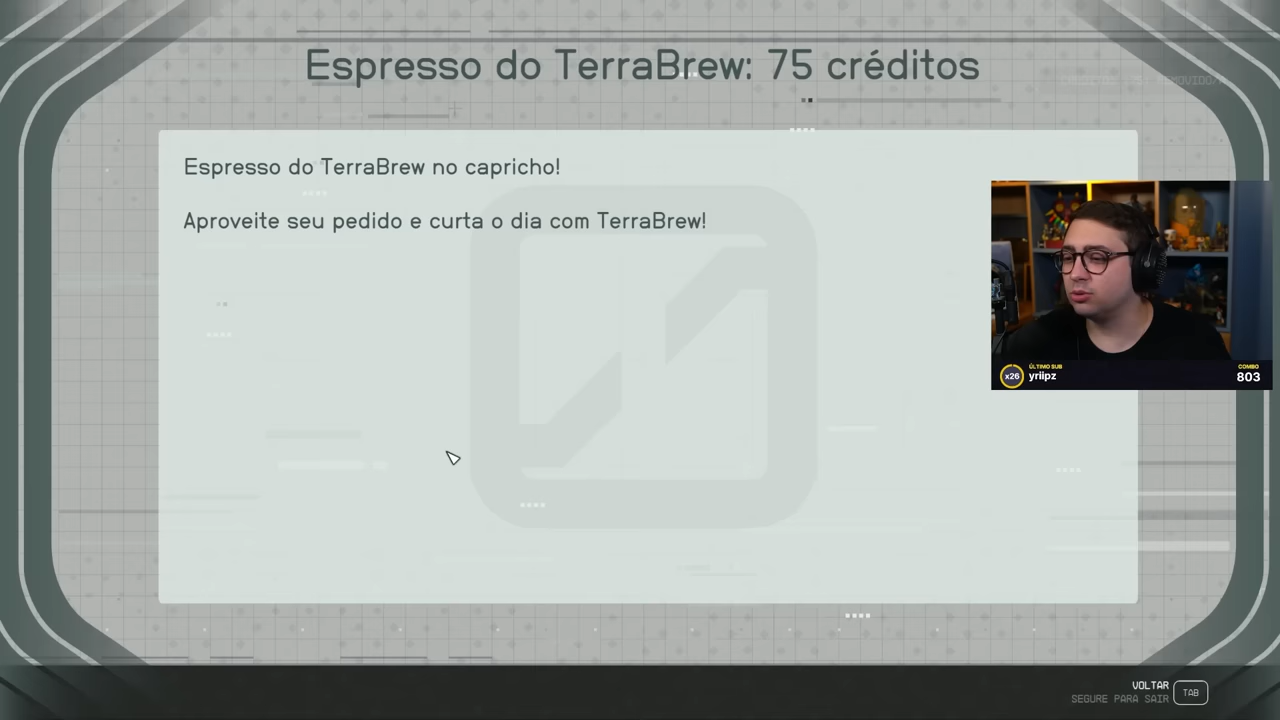 Espresso do TerraBrew: 75 créditos
Espresso do TerraBrew no capricho!
Aproveite seu pedido e curta o dia com TerraBrew!
x26
ÚLTIMO SUB
yriipz
COMBO
803
VOLTAR
SEGURE PARA SAIR
TAB